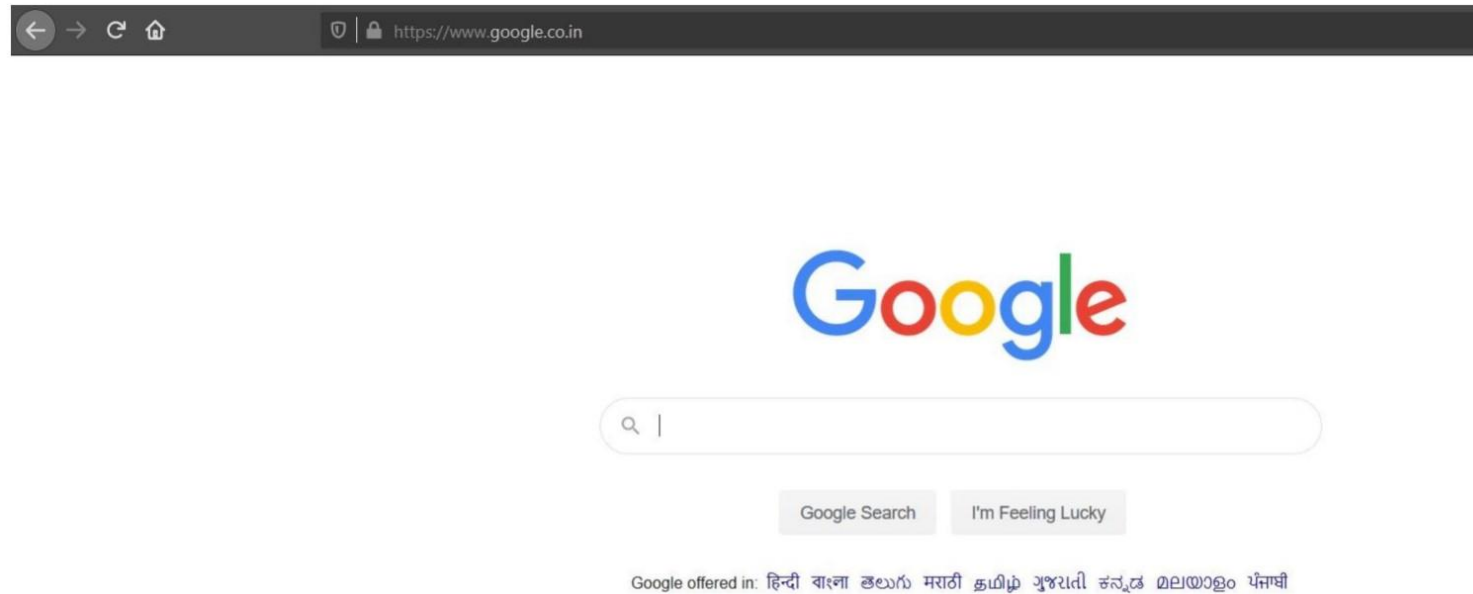 https://www.google.co.in
Google
Google Search I'm Feeling Lucky
Google offered in: हिन्दी বাংলা తెలుగు मराठी தமிழ் ગુજરાતી ಕನ್ನಡ മലയാളം ਪੰਜਾਬੀ